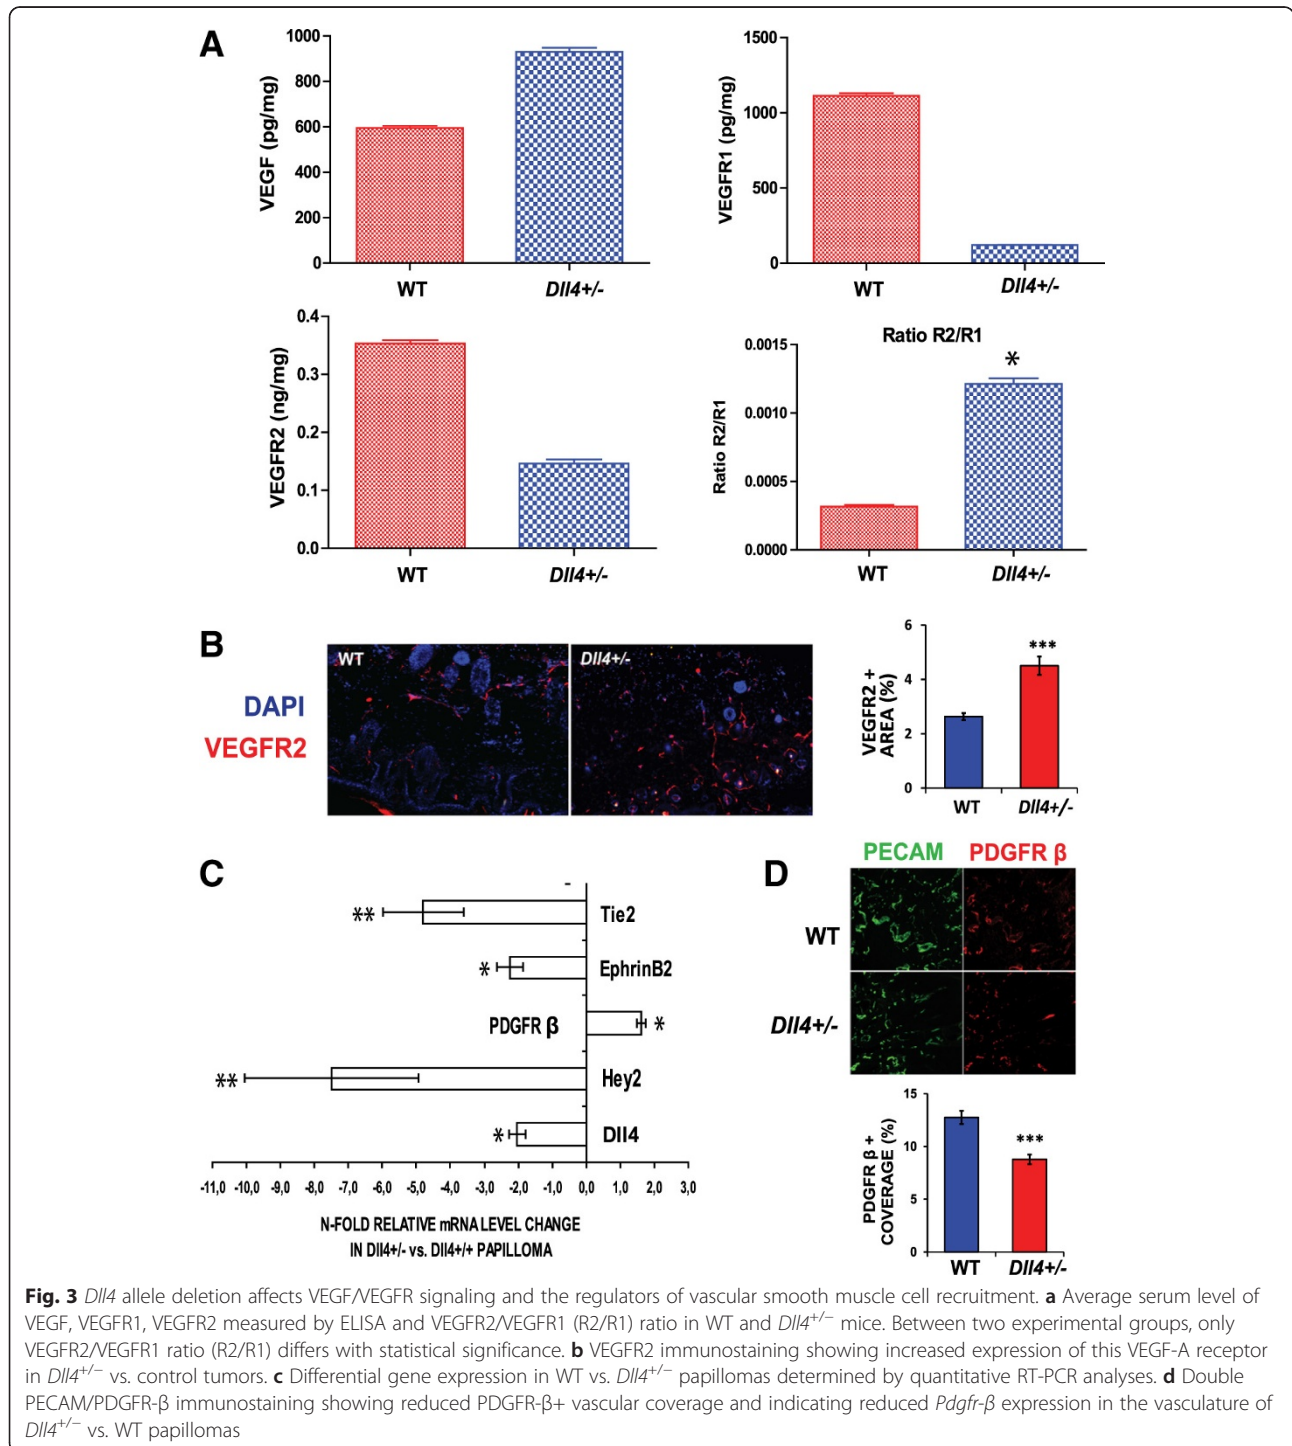 A
1000
800
600
400
200
0
VEGF (pg/mg)
WT
Dll4+/-
1500
1000
500
0
VEGFR1 (pg/mg)
WT
Dll4+/-
0.4
0.3
0.2
0.1
0.0
VEGFR2 (ng/mg)
WT
Dll4+/-
Ratio R2/R1
0.0015
0.0010
0.0005
0.0000
Ratio R2/R1
*
WT
Dll4+/-
B
DAPI
VEGFR2
WT
Dll4+/-
6
4
2
0
VEGFR2 +
AREA (%)
***
WT
Dll4+/-
C
** Tie2
* EphrinB2
PDGFR β *
** Hey2
* Dll4
-11,0 -10,0 -9,0 -8,0 -7,0 -6,0 -5,0 -4,0 -3,0 -2,0 -1,0 0,0 1,0 2,0 3,0
N-FOLD RELATIVE mRNA LEVEL CHANGE
IN Dll4+/- vs. Dll4+/+ PAPILLOMA
D
PECAM PDGFR β
WT
Dll4+/-
15
10
5
0
PDGFR β +
COVERAGE (%)
***
WT
Dll4+/-
Fig. 3 Dll4 allele deletion affects VEGF/VEGFR signaling and the regulators of vascular smooth muscle cell recruitment. a Average serum level of
VEGF, VEGFR1, VEGFR2 measured by ELISA and VEGFR2/VEGFR1 (R2/R1) ratio in WT and Dll4+/− mice. Between two experimental groups, only
VEGFR2/VEGFR1 ratio (R2/R1) differs with statistical significance. b VEGFR2 immunostaining showing increased expression of this VEGF-A receptor
in Dll4+/− vs. control tumors. c Differential gene expression in WT vs. Dll4+/− papillomas determined by quantitative RT-PCR analyses. d Double
PECAM/PDGFR-β immunostaining showing reduced PDGFR-β+ vascular coverage and indicating reduced Pdgfr-β expression in the vasculature of
Dll4+/− vs. WT papillomas